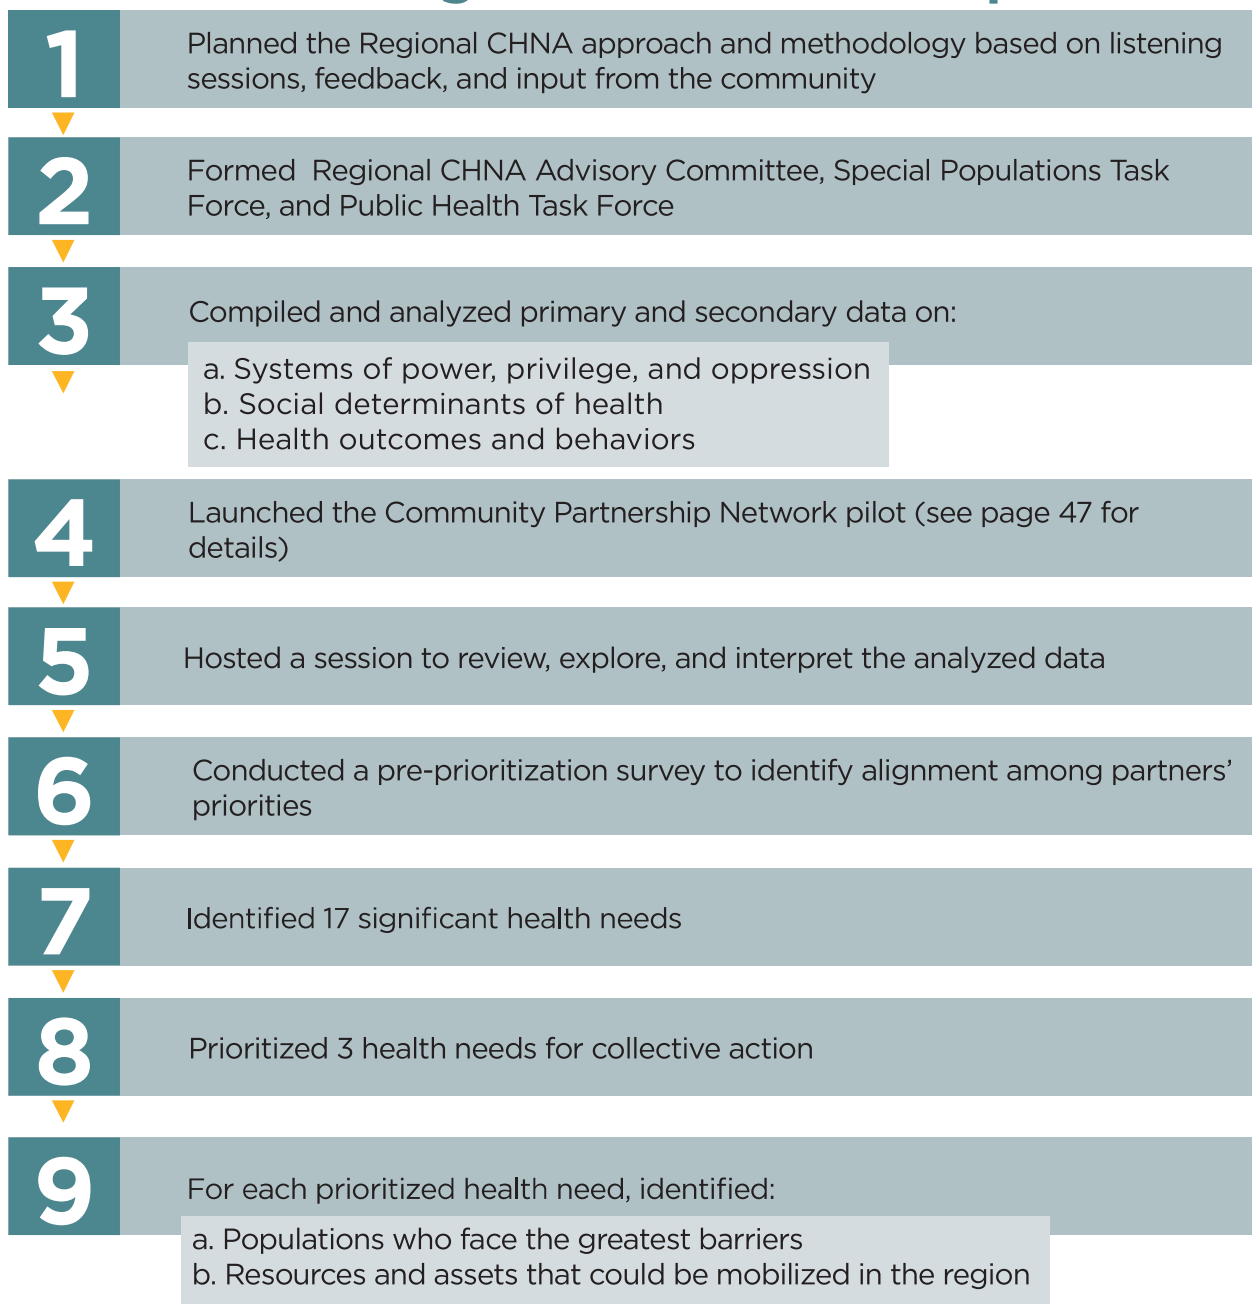 1
Planned the Regional CHNA approach and methodology based on listening
sessions, feedback, and input from the community
2
Formed  Regional CHNA Advisory Committee, Special Populations Task
Force, and Public Health Task Force
3
Compiled and analyzed primary and secondary data on:
a. Systems of power, privilege, and oppression
b. Social determinants of health
c. Health outcomes and behaviors
4
Launched the Community Partnership Network pilot (see page 47 for
details)
5
Hosted a session to review, explore, and interpret the analyzed data
6
Conducted a pre-prioritization survey to identify alignment among partners’
priorities
7
Identified 17 significant health needs
8
Prioritized 3 health needs for collective action
9
For each prioritized health need, identified:
a. Populations who face the greatest barriers
b. Resources and assets that could be mobilized in the region